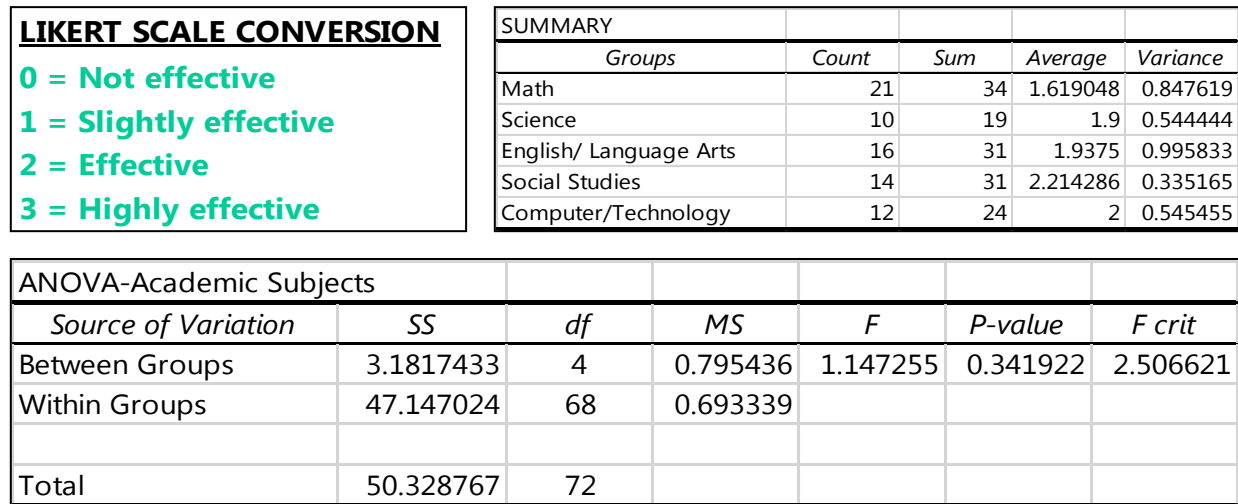 LIKERT SCALE CONVERSION
0 = Not effective
1 = Slightly effective
2 = Effective
3 = Highly effective
SUMMARY
Groups Count Sum Average Variance
Math 21 34 1.619048 0.847619
Science 10 19 1.9 0.544444
English/ Language Arts 16 31 1.9375 0.995833
Social Studies 14 31 2.214286 0.335165
Computer/Technology 12 24 2 0.545455
ANOVA-Academic Subjects
Source of Variation SS df MS F P-value F crit
Between Groups 3.1817433 4 0.795436 1.147255 0.341922 2.506621
Within Groups 47.147024 68 0.693339
Total 50.328767 72